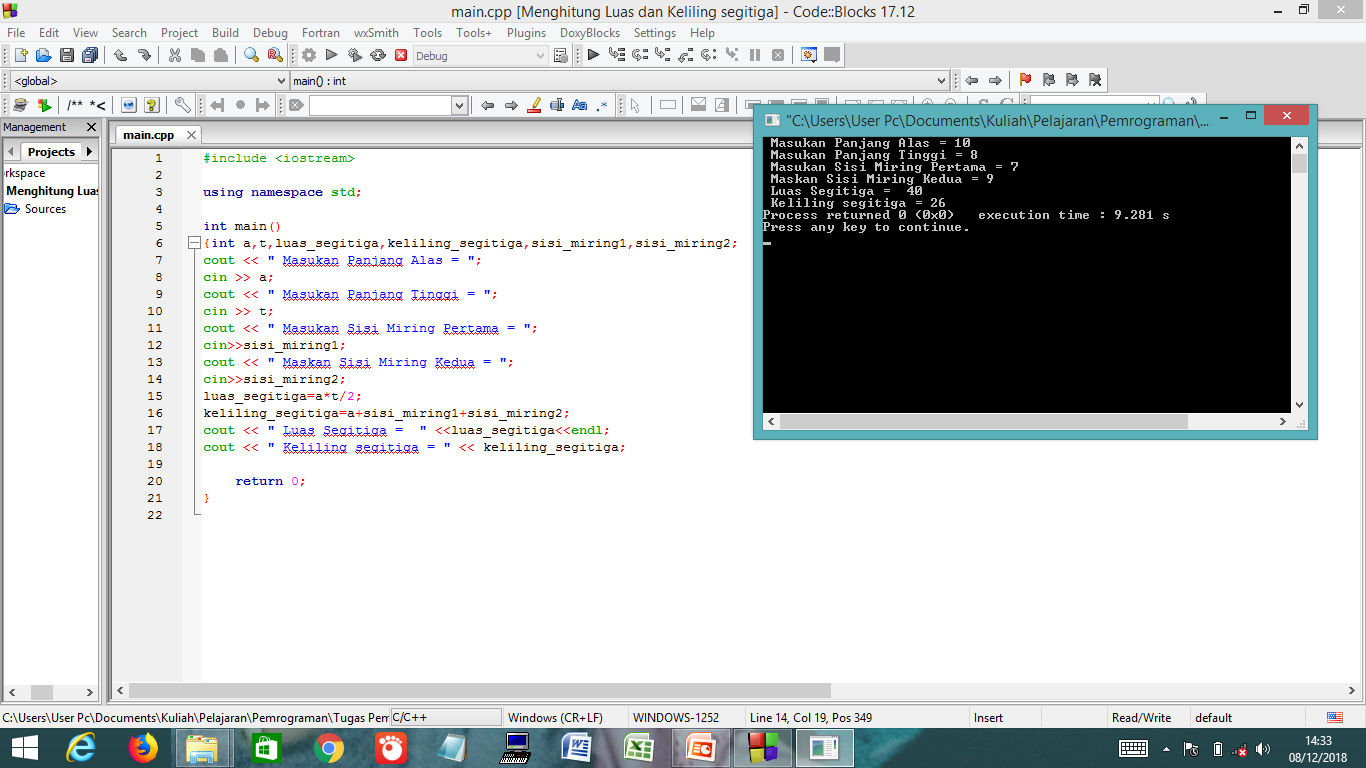 main.cpp [Menghitung Luas dan Keliling segitiga] - Code::Blocks 17.12
File Edit View Search Project Build Debug Fortran wxSmith Tools Tools+ Plugins DoxyBlocks Settings Help
Debug
<global> main() : int
/** *<
Aa .*
Management
main.cpp
Projects
rkspace
Menghitung Luas
Sources
1 #include <iostream>
2
3 using namespace std;
4
5 int main()
6 {int a,t,luas_segitiga,keliling_segitiga,sisi_miring1,sisi_miring2;
7 cout << " Masukan Panjang Alas = ";
8 cin >> a;
9 cout << " Masukan Panjang Tinggi = ";
10 cin >> t;
11 cout << " Masukan Sisi Miring Pertama = ";
12 cin>>sisi_miring1;
13 cout << " Maskan Sisi Miring Kedua = ";
14 cin>>sisi_miring2;
15 luas_segitiga=a*t/2;
16 keliling_segitiga=a+sisi_miring1+sisi_miring2;
17 cout << " Luas Segitiga =  " <<luas_segitiga<<endl;
18 cout << " Keliling segitiga = " << keliling_segitiga;
19
20 return 0;
21 }
22
"C:\Users\User Pc\Documents\Kuliah\Pelajaran\Pemrograman\...
Masukan Panjang Alas = 10
Masukan Panjang Tinggi = 8
Masukan Sisi Miring Pertama = 7
Maskan Sisi Miring Kedua = 9
Luas Segitiga =  40
Keliling segitiga = 26
Process returned 0 (0x0)   execution time : 9.281 s
Press any key to continue.
C:\Users\User Pc\Documents\Kuliah\Pelajaran\Pemrograman\Tugas Pem C/C++ Windows (CR+LF) WINDOWS-1252 Line 14, Col 19, Pos 349 Insert Read/Write default
14:33
08/12/2018